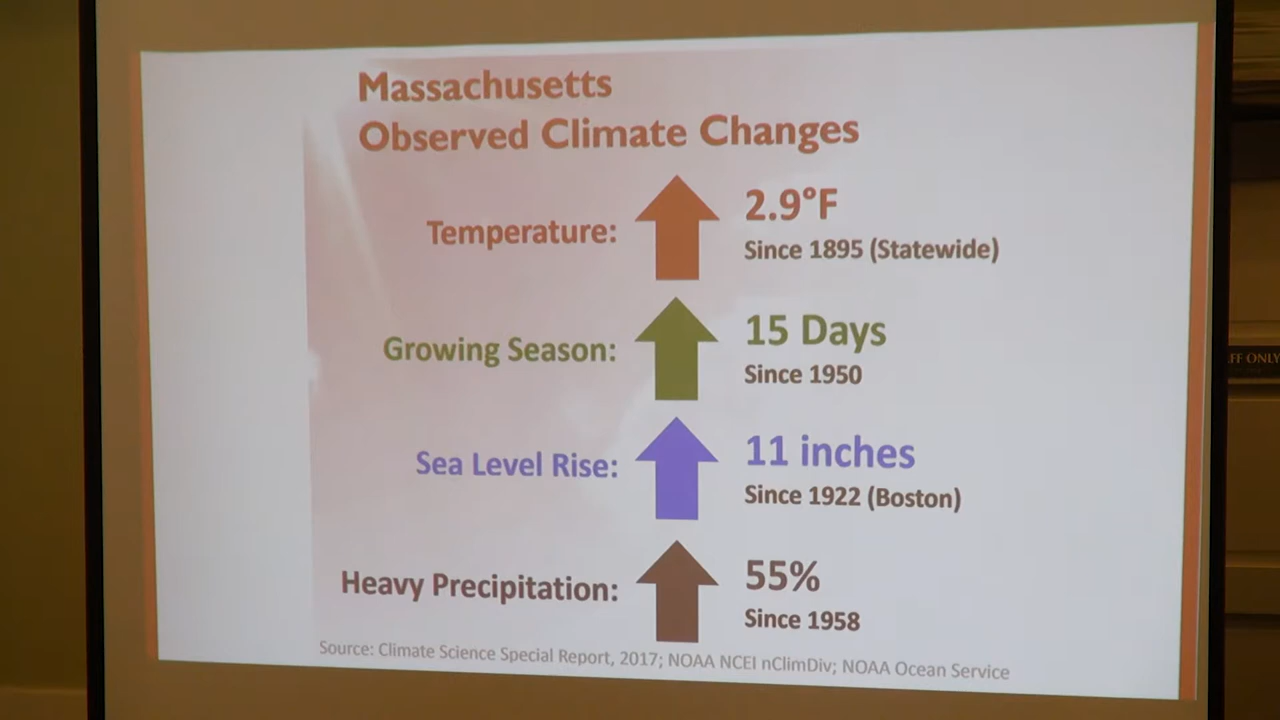 Massachusetts
Observed Climate Changes
Temperature:
2.9°F
Since 1895 (Statewide)
Growing Season:
15 Days
Since 1950
Sea Level Rise:
11 inches
Since 1922 (Boston)
Heavy Precipitation:
55%
Since 1958
Source: Climate Science Special Report, 2017; NOAA NCEI nClimDiv; NOAA Ocean Service
FF ONLY